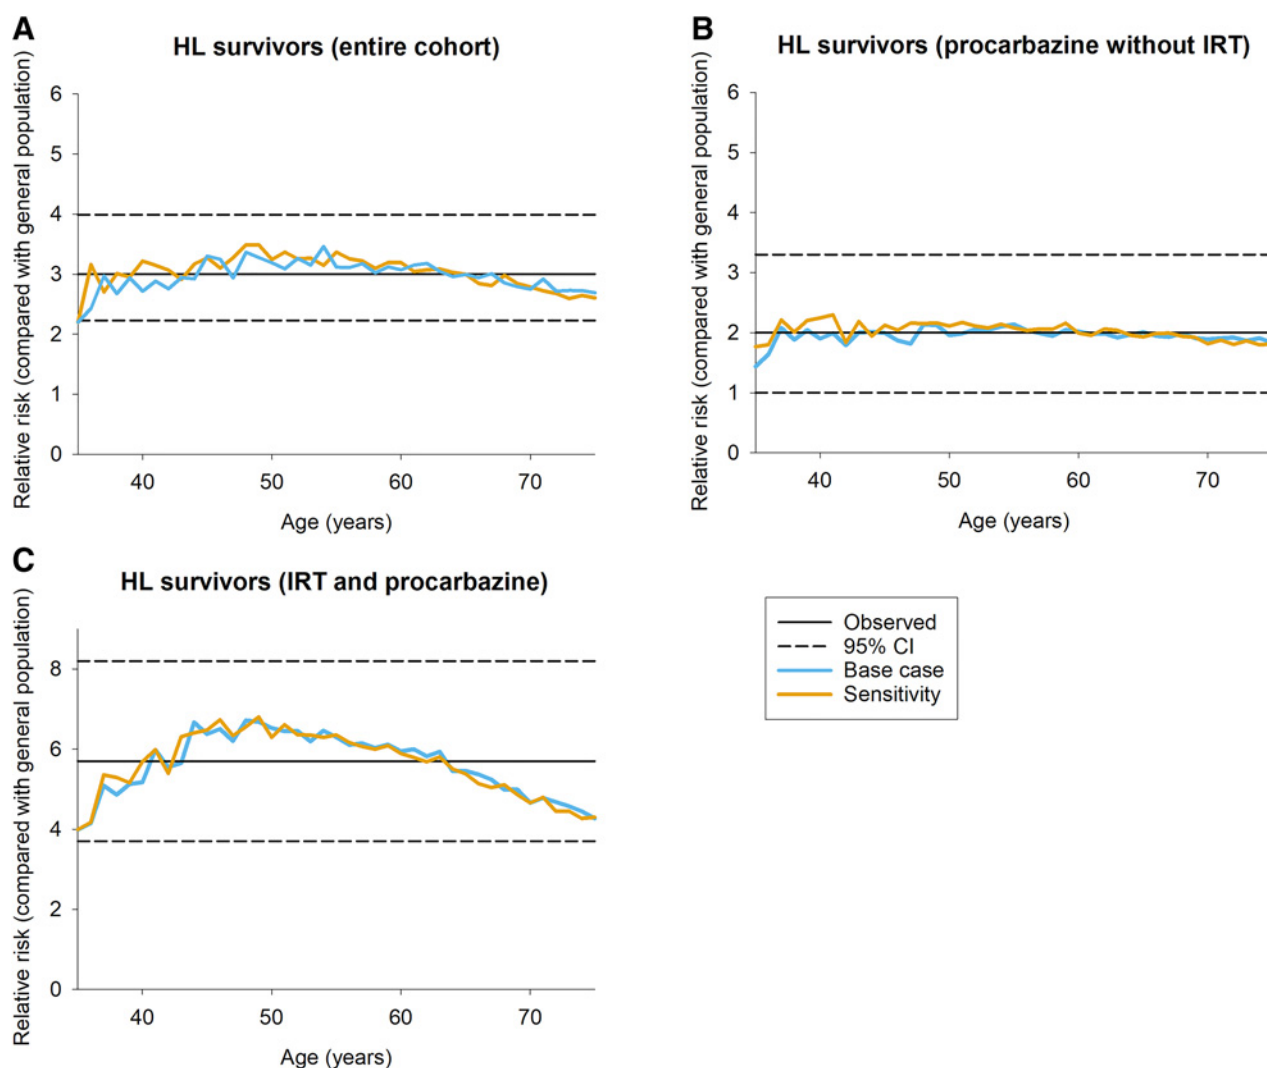 A
HL survivors (entire cohort)
Relative risk (compared with general population)
6
5
4
3
2
1
0
40 50 60 70
Age (years)
B
HL survivors (procarbazine without IRT)
Relative risk (compared with general population)
6
5
4
3
2
1
0
40 50 60 70
Age (years)
C
HL survivors (IRT and procarbazine)
Relative risk (compared with general population)
8
6
4
2
0
40 50 60 70
Age (years)
Observed
95% CI
Base case
Sensitivity